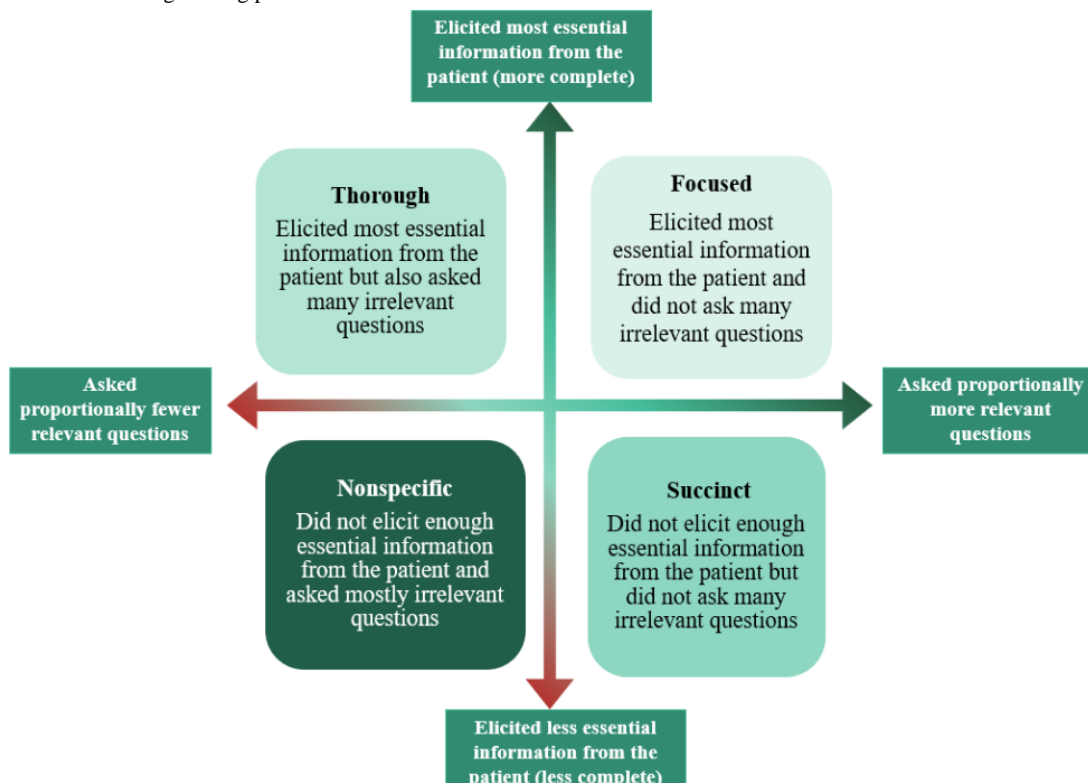 Elicited most essential
information from the
patient (more complete)
Thorough
Elicited most essential
information from the
patient but also asked
many irrelevant
questions
Focused
Elicited most
essential information
from the patient and
did not ask many
irrelevant questions
Asked
proportionally fewer
relevant questions
Asked proportionally
more relevant
questions
Nonspecific
Did not elicit enough
essential information
from the patient and
asked mostly irrelevant
questions
Succinct
Did not elicit enough
essential information
from the patient but
did not ask many
irrelevant questions
Elicited less essential
information from the
patient (less complete)